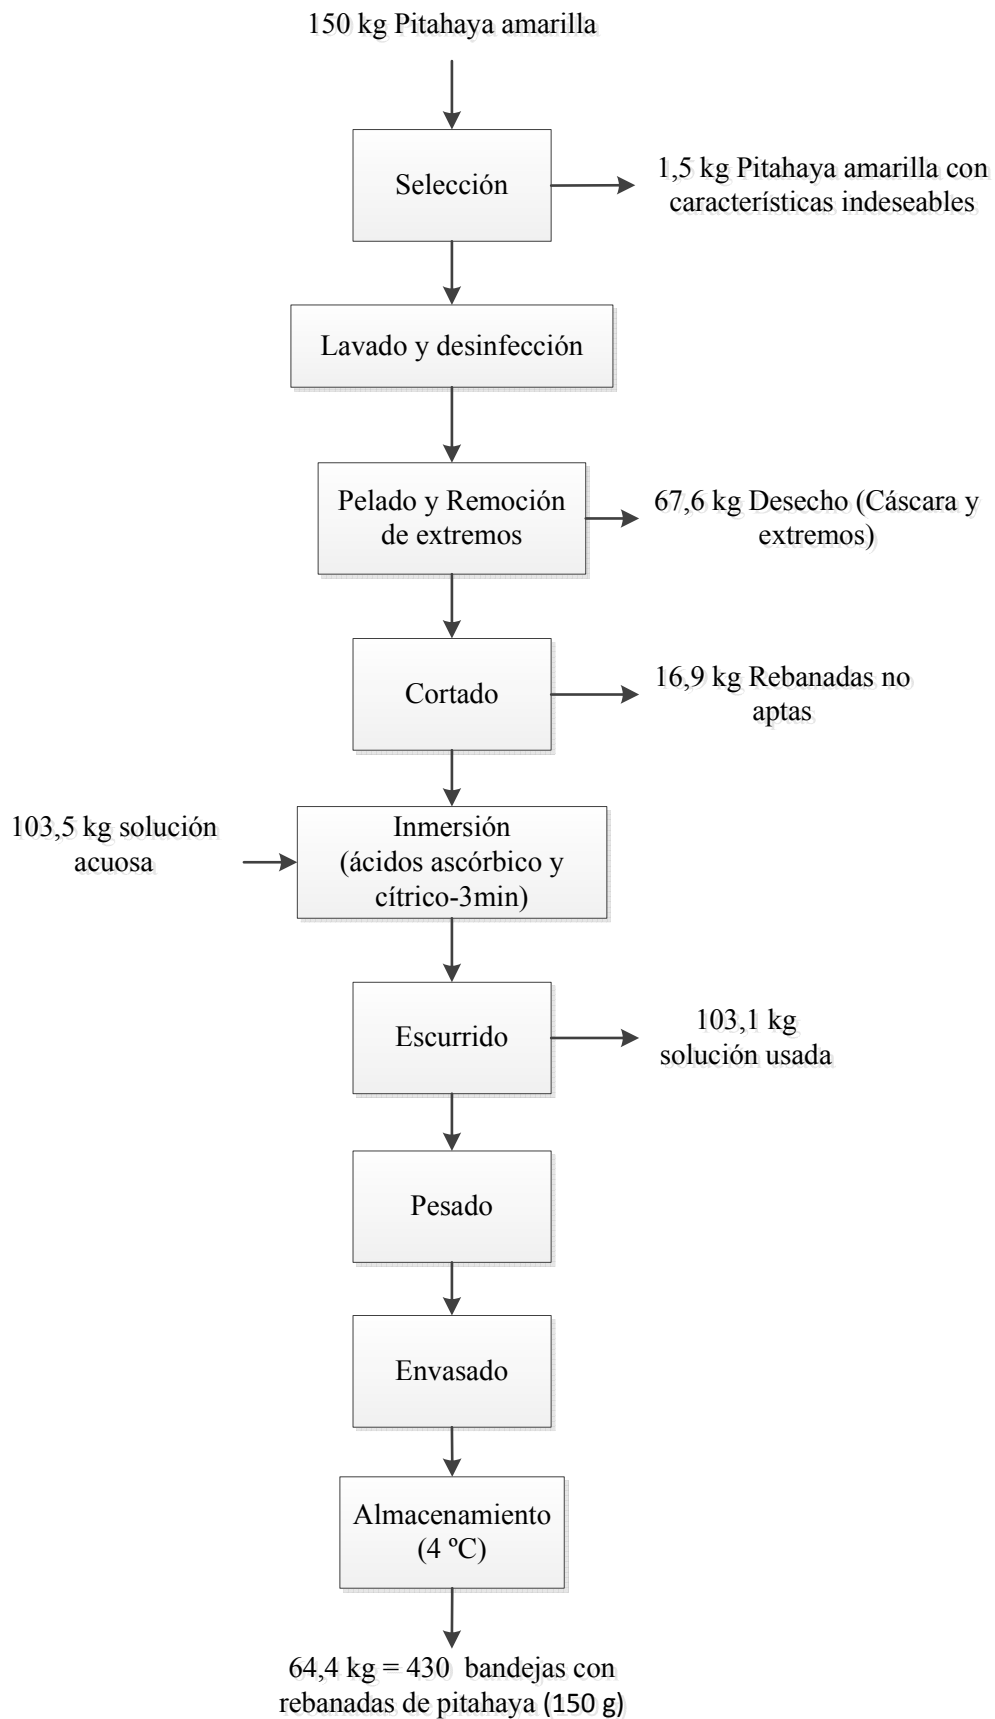 150 kg Pitahaya amarilla
Selección
1,5 kg Pitahaya amarilla con
características indeseables
Lavado y desinfección
Pelado y Remoción
de extremos
67,6 kg Desecho (Cáscara y
extremos)
Cortado
16,9 kg Rebanadas no
aptas
103,5 kg solución
acuosa
Inmersión
(ácidos ascórbico y
cítrico-3min)
Escurrido
103,1 kg
solución usada
Pesado
Envasado
Almacenamiento
(4 ºC)
64,4 kg = 430 bandejas con
rebanadas de pitahaya (150 g)